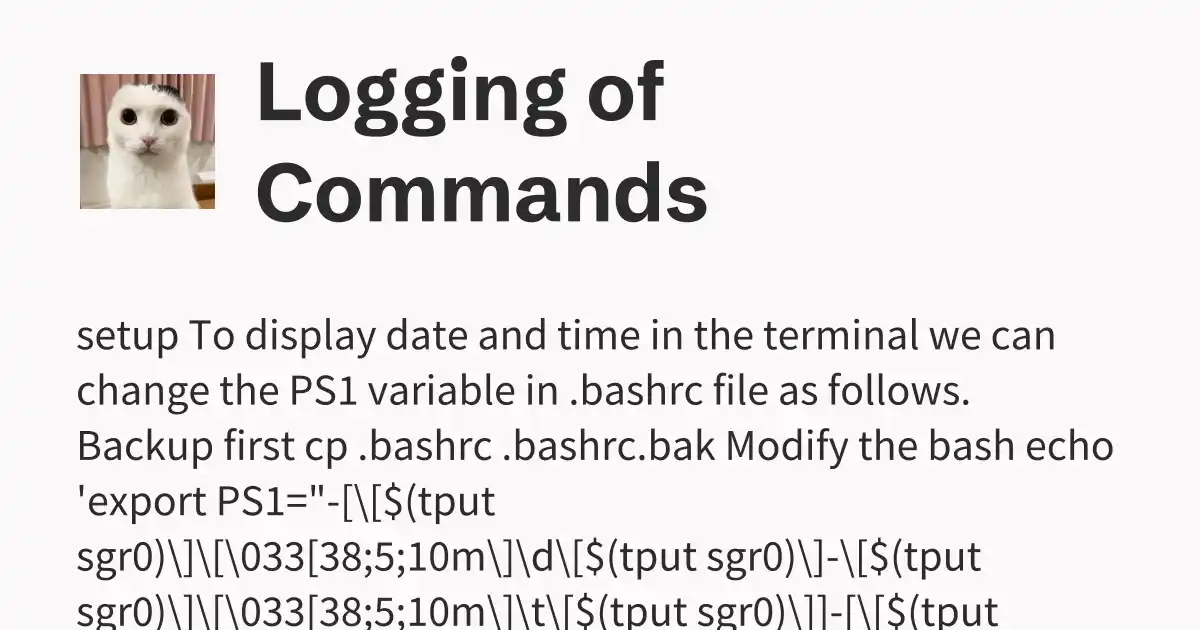 Logging of
Commands
setup To display date and time in the terminal we can
change the PS1 variable in .bashrc file as follows.
Backup first cp .bashrc .bashrc.bak Modify the bash echo
'export PS1="-[\[$(tput
sgr0)\]\[\033[38;5;10m\]\d\[$(tput sgr0)\]-\[$(tput
sgr0)\]\[\033[38;5;10m\]\t\[$(tput sgr0)\]]-[\[$(tput